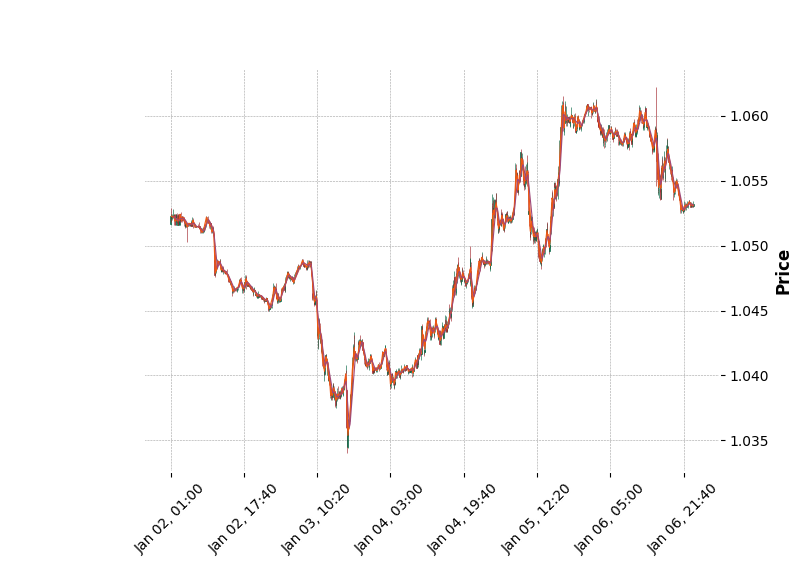 1.060
1.055
1.050
1.045
1.040
1.035
Price
Jan 02, 01:00
Jan 02, 17:40
Jan 03, 10:20
Jan 04, 03:00
Jan 04, 19:40
Jan 05, 12:20
Jan 06, 05:00
Jan 06, 21:40